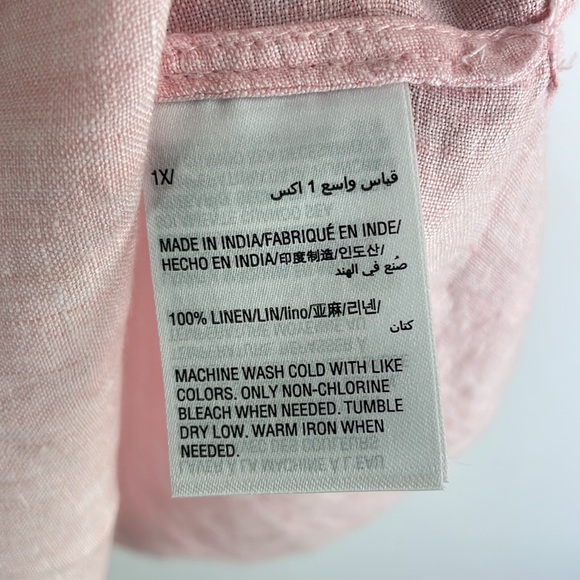 1X/
قياس واسع 1 اكس
MADE IN INDIA/FABRIQUÉ EN INDE/
HECHO EN INDIA/印度制造/인도산/
صُنع في الهند
100% LINEN/LIN/lino/亚麻/리넨/
كتان
MACHINE WASH COLD WITH LIKE
COLORS. ONLY NON-CHLORINE
BLEACH WHEN NEEDED. TUMBLE
DRY LOW. WARM IRON WHEN
NEEDED.